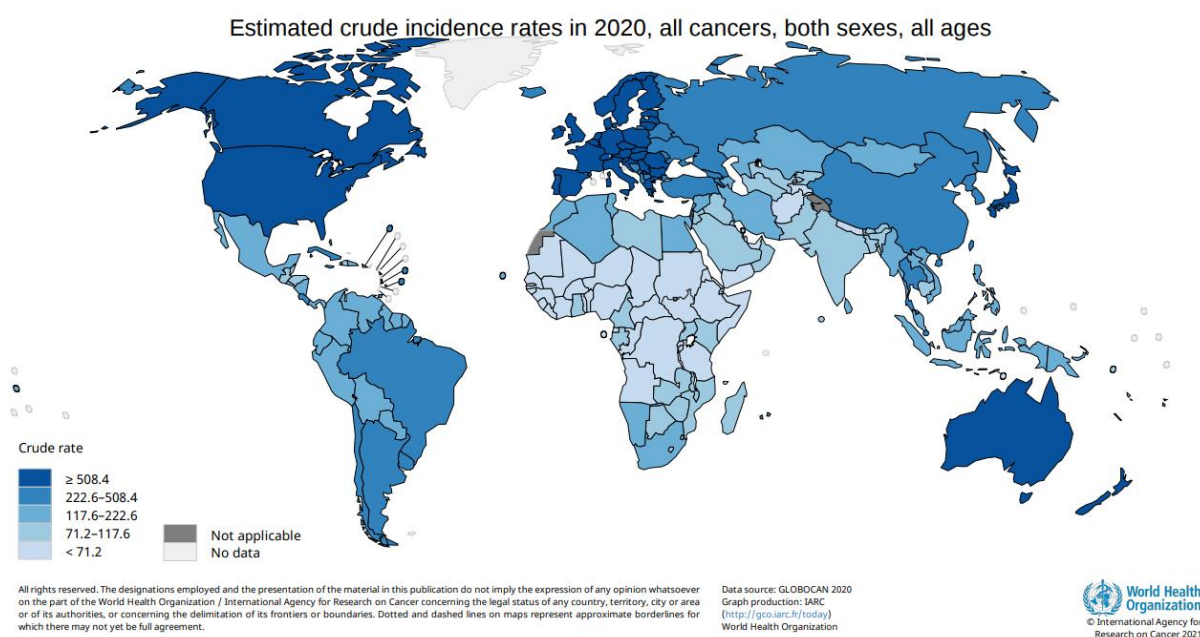 Estimated crude incidence rates in 2020, all cancers, both sexes, all ages
Crude rate
≥ 508.4
222.6–508.4
117.6–222.6
71.2–117.6
< 71.2
Not applicable
No data
All rights reserved. The designations employed and the presentation of the material in this publication do not imply the expression of any opinion whatsoever
on the part of the World Health Organization / International Agency for Research on Cancer concerning the legal status of any country, territory, city or area
or of its authorities, or concerning the delimitation of its frontiers or boundaries. Dotted and dashed lines on maps represent approximate borderlines for
which there may not yet be full agreement.
Data source: GLOBOCAN 2020
Graph production: IARC
(http://gco.iarc.fr/today)
World Health Organization
World Health
Organization
© International Agency for
Research on Cancer 2021